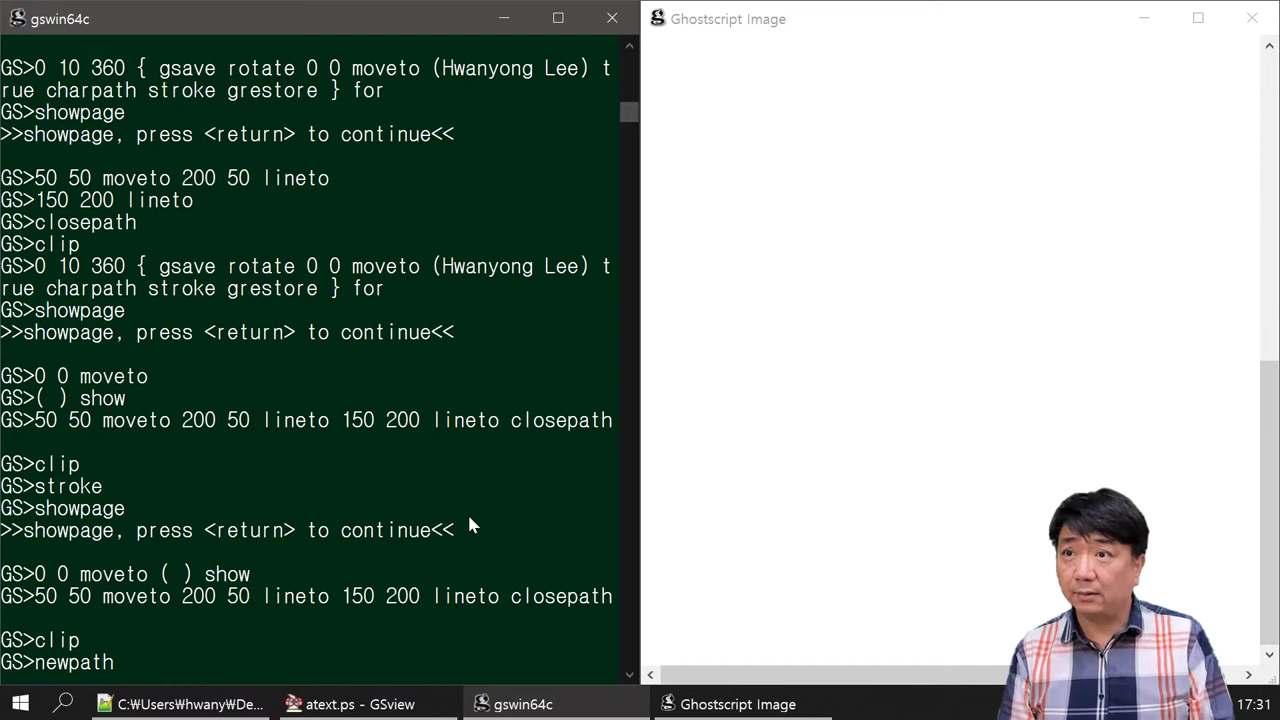 gswin64c
GS>0 10 360 { gsave rotate 0 0 moveto (Hwanyong Lee) t
rue charpath stroke grestore } for
GS>showpage
>>showpage, press <return> to continue<<
GS>50 50 moveto 200 50 lineto
GS>150 200 lineto
GS>closepath
GS>clip
GS>0 10 360 { gsave rotate 0 0 moveto (Hwanyong Lee) t
rue charpath stroke grestore } for
GS>showpage
>>showpage, press <return> to continue<<
GS>0 0 moveto
GS>( ) show
GS>50 50 moveto 200 50 lineto 150 200 lineto closepath
GS>clip
GS>stroke
GS>showpage
>>showpage, press <return> to continue<<
GS>0 0 moveto ( ) show
GS>50 50 moveto 200 50 lineto 150 200 lineto closepath
GS>clip
GS>newpath
Ghostscript Image
C:₩Users₩hwany₩De...
atext.ps - GSview
gswin64c
Ghostscript Image
17:31